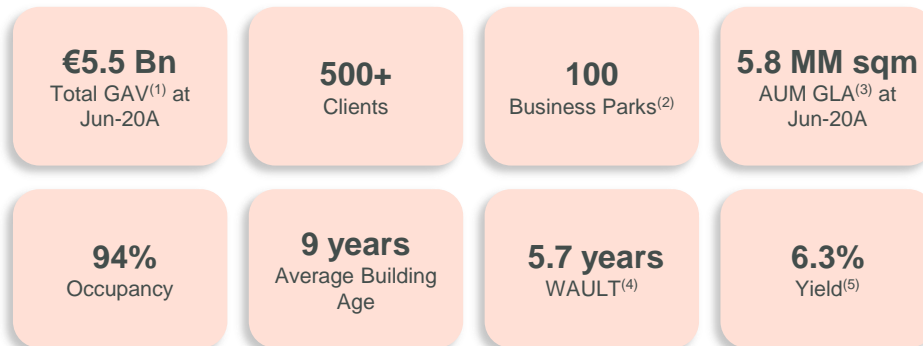 €5.5 Bn
Total GAV(1) at
Jun-20A
500+
Clients
100
Business Parks(2)
5.8 MM sqm
AUM GLA(3) at
Jun-20A
94%
Occupancy
9 years
Average Building
Age
5.7 years
WAULT(4)
6.3%
Yield(5)